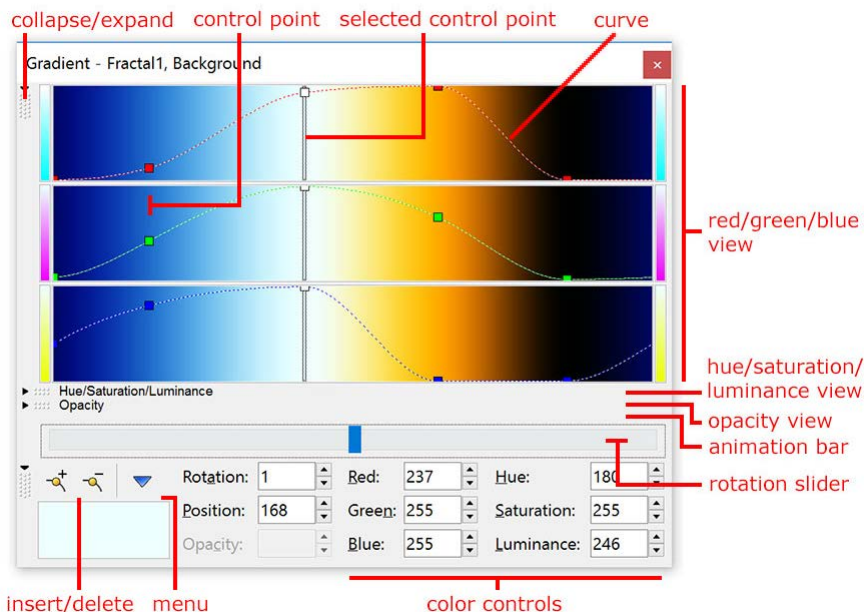 collapse/expand control point selected control point curve
Gradient - Fractal1, Background
red/green/blue
view
hue/saturation/
luminance view
Hue/Saturation/Luminance
Opacity
opacity view
animation bar
rotation slider
Rotation: 1 Red: 237 Hue: 180
Position: 168 Green: 255 Saturation: 255
Opacity: Blue: 255 Luminance: 246
insert/delete menu color controls